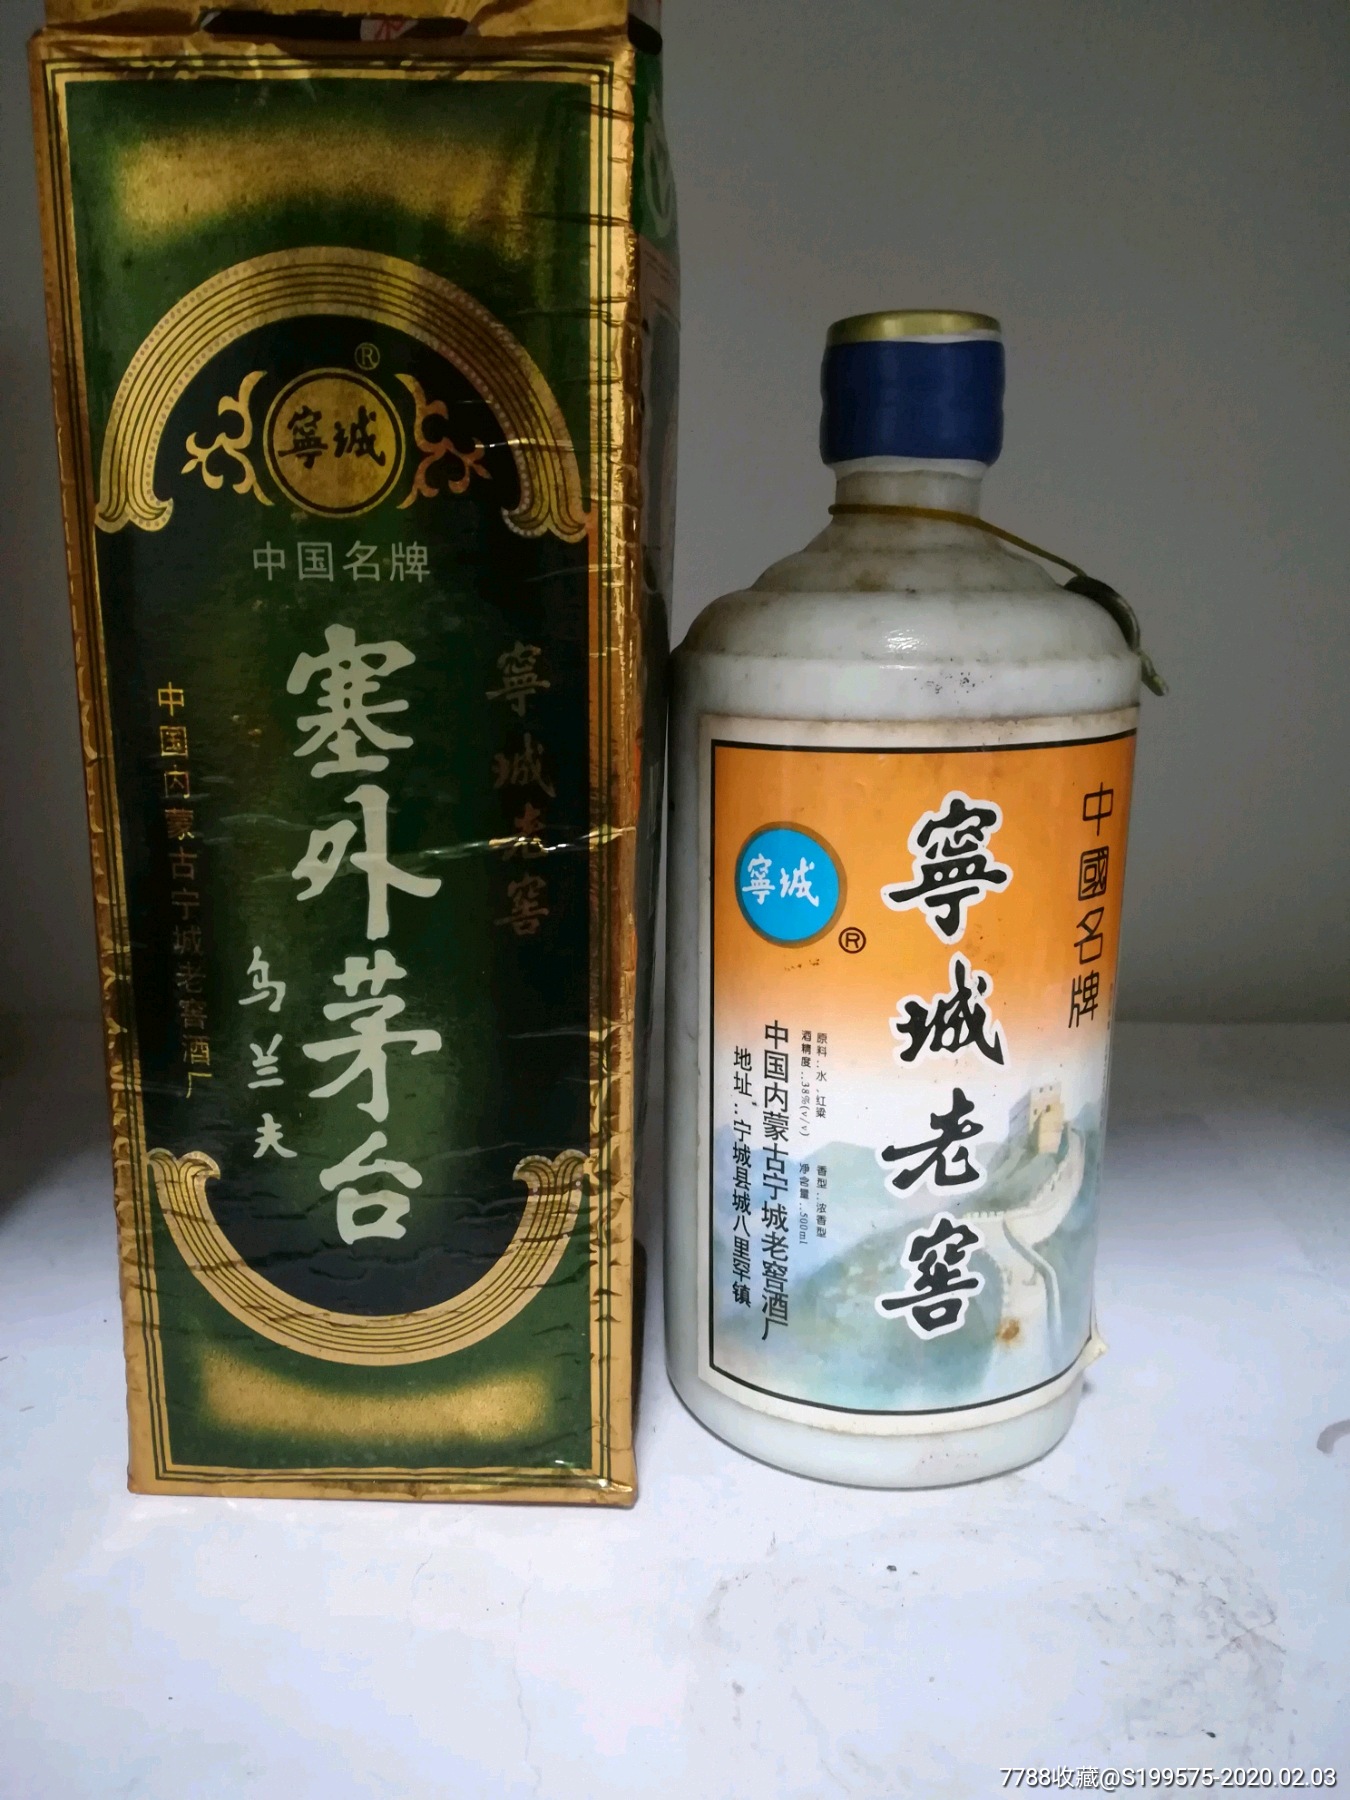 寧城
®
中国名牌
寧城老窖
塞外茅台
乌兰夫
中国内蒙古宁城老窖酒厂
中國名牌
寧城老窖
寧城
®
原料：水、红粱 香型：浓香型
酒精度：38%(v/v) 净含量：500ml
中国内蒙古宁城老窖酒厂
地址：宁城县城八里罕镇
7788收藏@S199575-2020.02.03